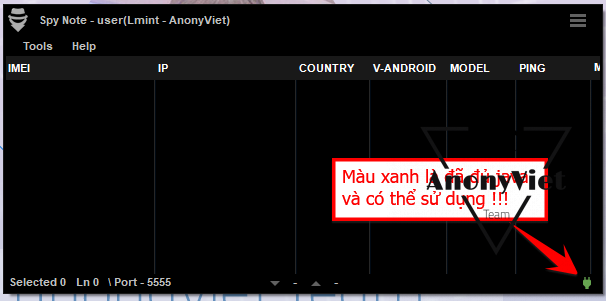 Spy Note - user(Lmint - AnonyViet)
Tools Help
IMEI IP COUNTRY V-ANDROID MODEL PING
Màu xanh là đã đủ java
và có thể sử dụng !!!
AnonyViet
Team
Selected 0 Ln 0 \ Port - 5555 - -